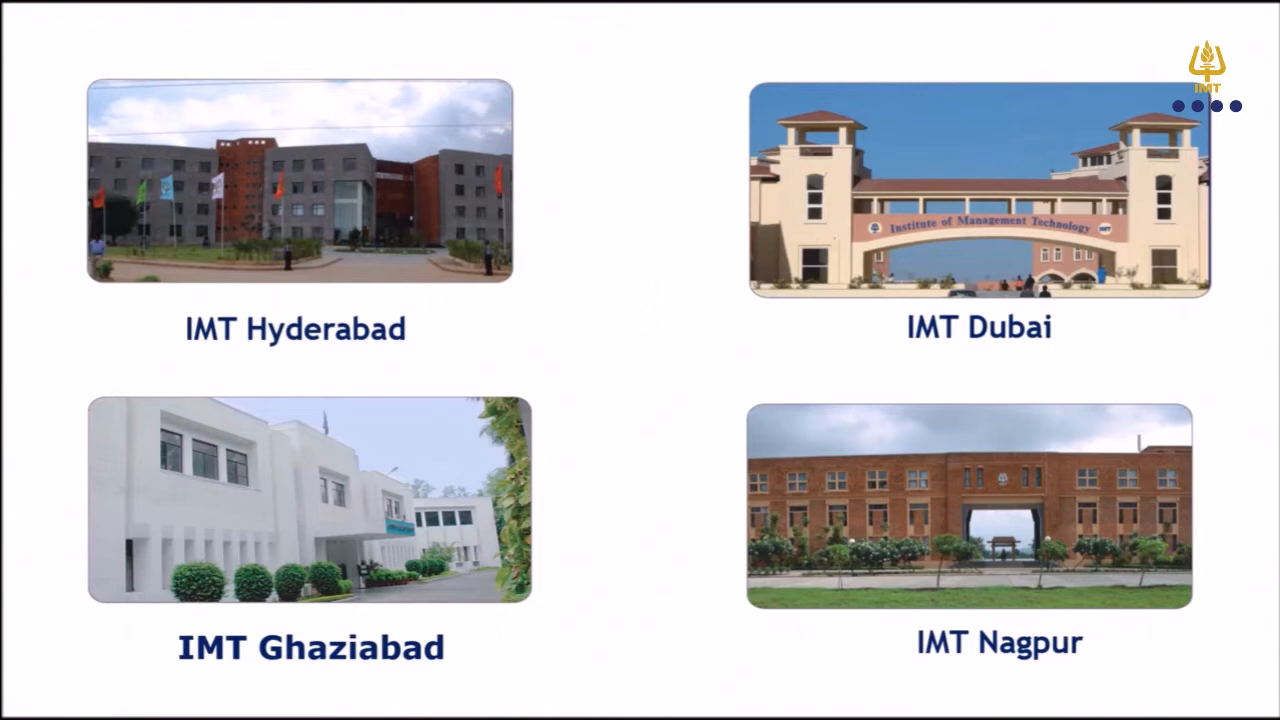 IMT
Institute of Management Technology IMT
IMT Hyderabad
IMT Dubai
IMT Ghaziabad
IMT Nagpur